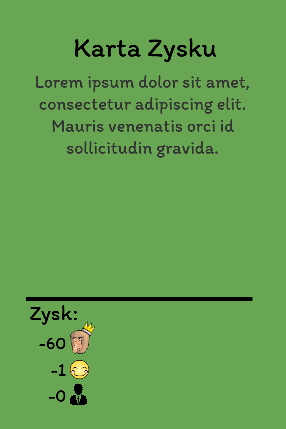 Karta Zysku
Lorem ipsum dolor sit amet,
consectetur adipiscing elit.
Mauris venenatis orci id
sollicitudin gravida.
Zysk:
-60
-1
-0